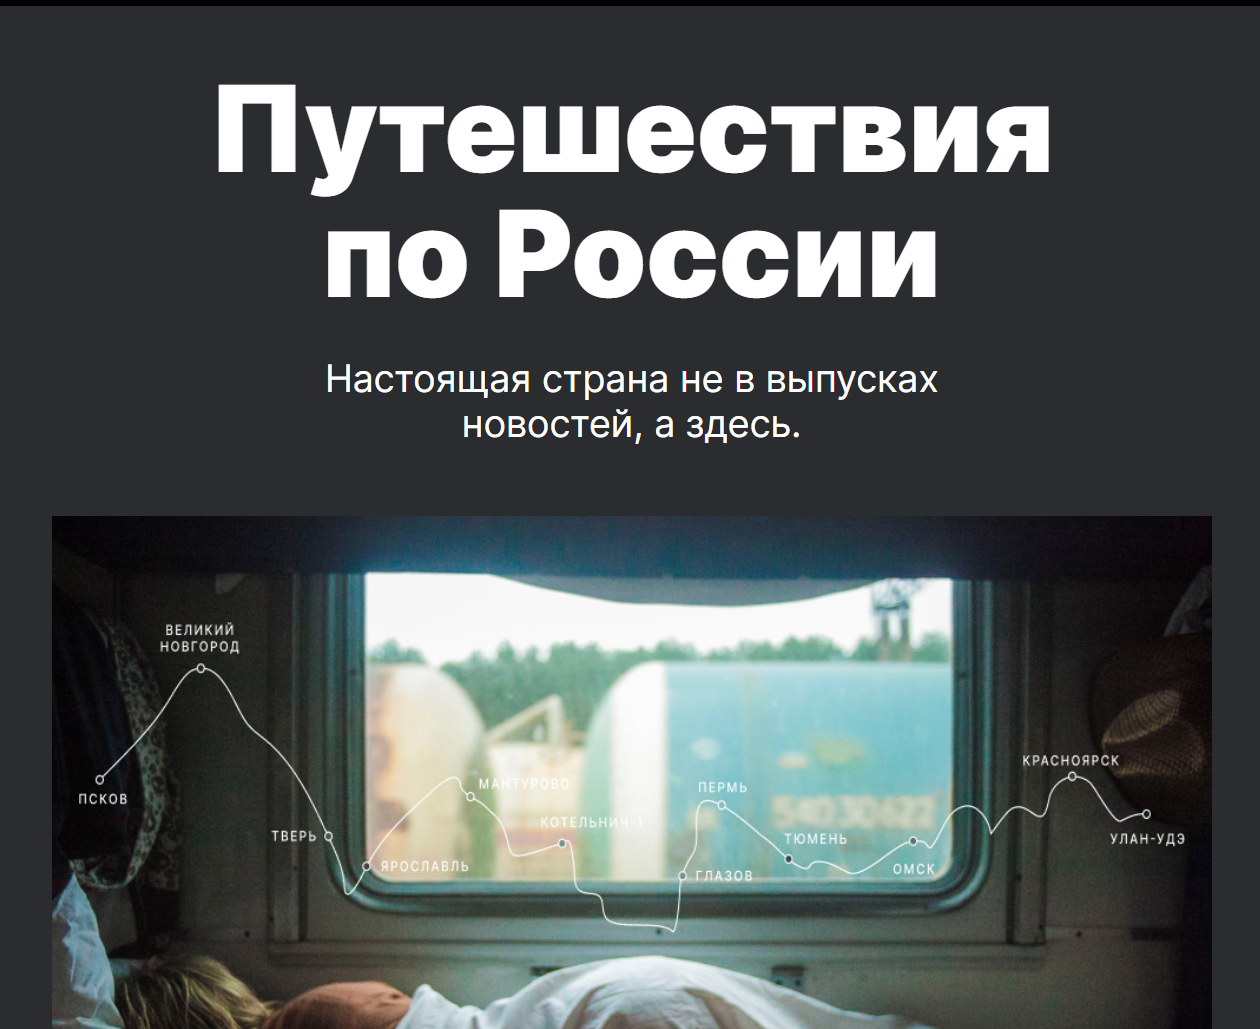 Путешествия
по России
Настоящая страна не в выпусках
новостей, а здесь.
ВЕЛИКИЙ
НОВГОРОД
ПСКОВ
ТВЕРЬ
ЯРОСЛАВЛЬ
МАНТУРОВО
КОТЕЛЬНИЧ-1
ГЛАЗОВ
ПЕРМЬ
ТЮМЕНЬ
ОМСК
КРАСНОЯРСК
УЛАН-УДЭ
54030622